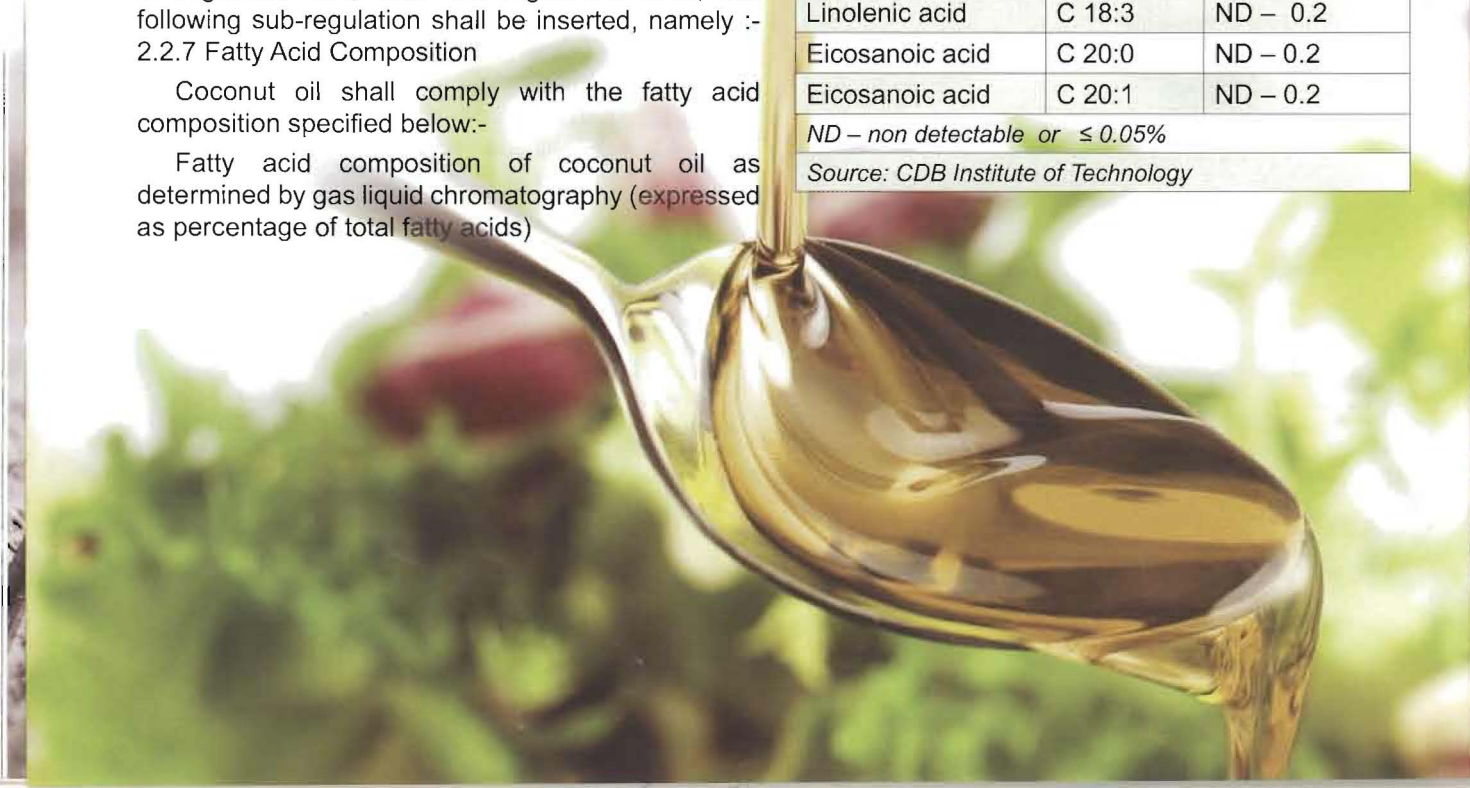 following sub-regulation shall be inserted, namely :-
2.2.7 Fatty Acid Composition
Coconut oil shall comply with the fatty acid
composition specified below:-
Fatty acid composition of coconut oil as
determined by gas liquid chromatography (expressed
as percentage of total fatty acids)
Linolenic acid C 18:3 ND – 0.2
Eicosanoic acid C 20:0 ND – 0.2
Eicosanoic acid C 20:1 ND – 0.2
ND – non detectable or ≤ 0.05%
Source: CDB Institute of Technology